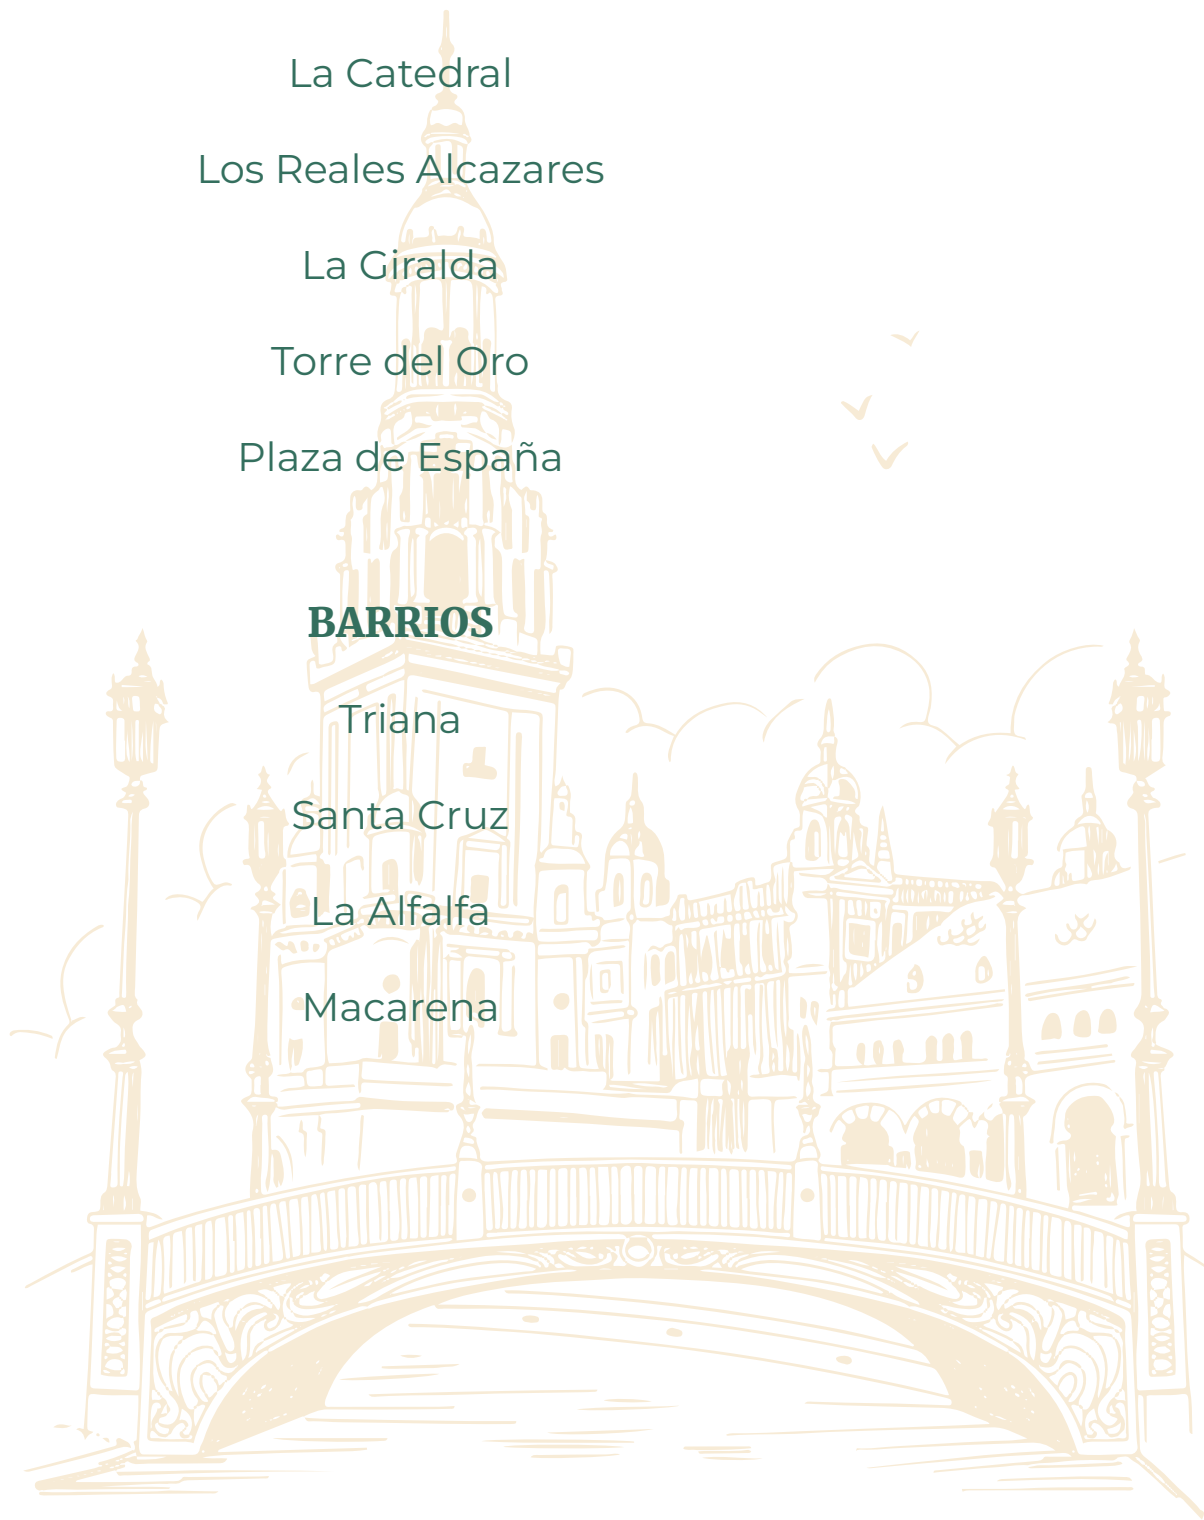 La Catedral
Los Reales Alcazares
La Giralda
Torre del Oro
Plaza de España
BARRIOS
Triana
Santa Cruz
La Alfalfa
Macarena